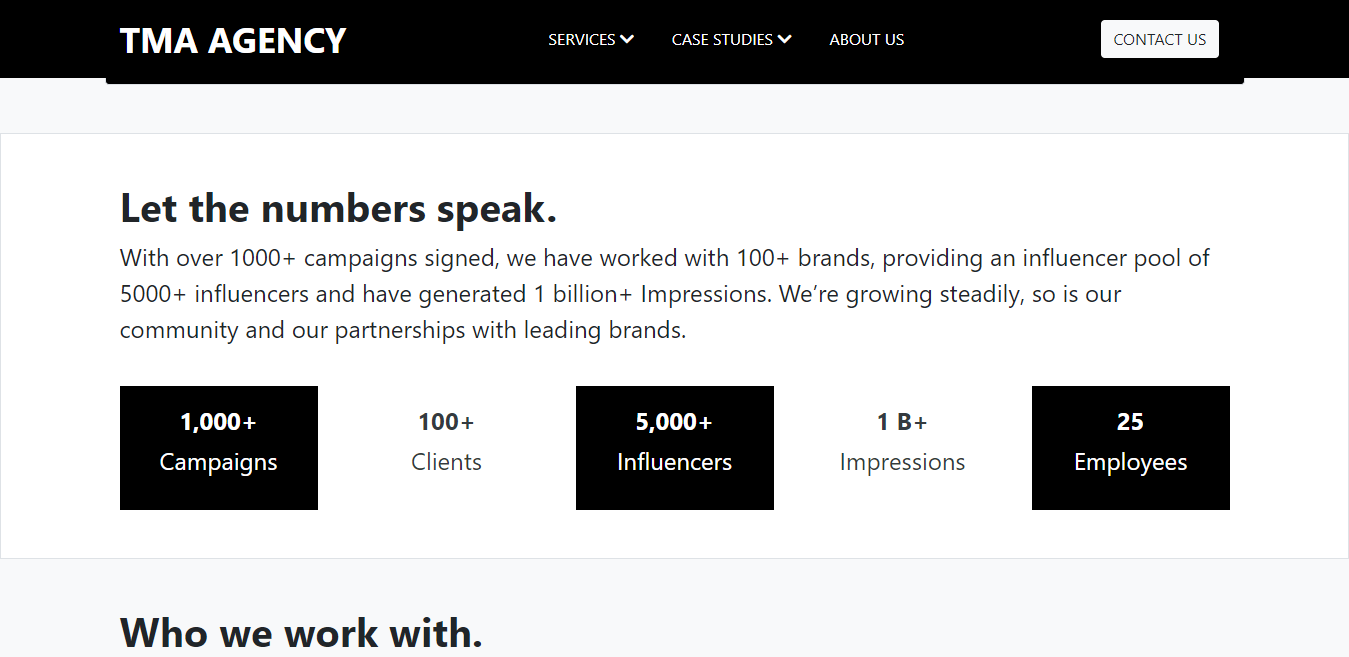 TMA AGENCY
SERVICES
CASE STUDIES
ABOUT US
CONTACT US
Let the numbers speak.
With over 1000+ campaigns signed, we have worked with 100+ brands, providing an influencer pool of
5000+ influencers and have generated 1 billion+ Impressions. We’re growing steadily, so is our
community and our partnerships with leading brands.
1,000+
Campaigns
100+
Clients
5,000+
Influencers
1 B+
Impressions
25
Employees
Who we work with.